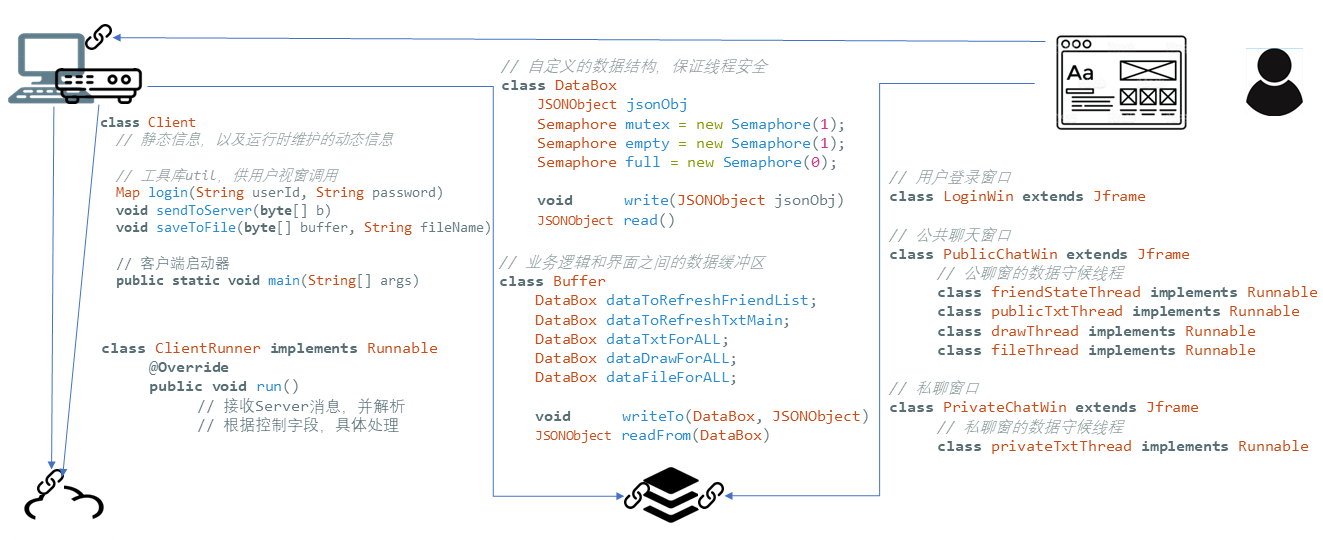 class Client
// 静态信息，以及运行时维护的动态信息
// 工具库util，供用户视窗调用
Map login(String userId, String password)
void sendToServer(byte[] b)
void saveToFile(byte[] buffer, String fileName)
// 客户端启动器
public static void main(String[] args)
class ClientRunner implements Runnable
@Override
public void run()
// 接收Server消息，并解析
// 根据控制字段，具体处理
// 自定义的数据结构，保证线程安全
class DataBox
JSONObject jsonObj
Semaphore mutex = new Semaphore(1);
Semaphore empty = new Semaphore(1);
Semaphore full = new Semaphore(0);
void write(JSONObject jsonObj)
JSONObject read()
// 业务逻辑和界面之间的数据缓冲区
class Buffer
DataBox dataToRefreshFriendList;
DataBox dataToRefreshTxtMain;
DataBox dataTxtForALL;
DataBox dataDrawForALL;
DataBox dataFileForALL;
void writeTo(DataBox, JSONObject)
JSONObject readFrom(DataBox)
Aa
// 用户登录窗口
class LoginWin extends Jframe
// 公共聊天窗口
class PublicChatWin extends Jframe
// 公聊窗的数据守候线程
class friendStateThread implements Runnable
class publicTxtThread implements Runnable
class drawThread implements Runnable
class fileThread implements Runnable
// 私聊窗口
class PrivateChatWin extends Jframe
// 私聊窗的数据守候线程
class privateTxtThread implements Runnable